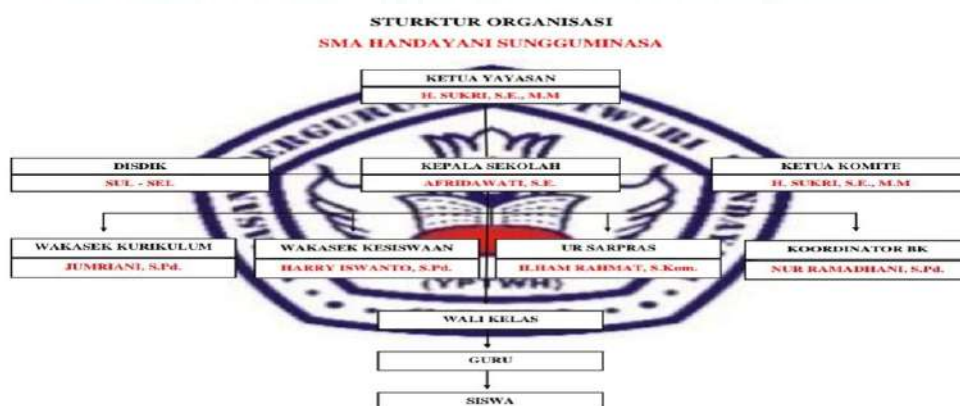 STURKTUR ORGANISASI
SMA HANDAYANI SUNGGUMINASA
KETUA YAYASAN
H. SUKRI, S.E., M.M
DISDIK
SUL - SEL
KEPALA SEKOLAH
AFRIDAWATI, S.E.
KETUA KOMITE
H. SUKRI, S.E., M.M
WAKASEK KURIKULUM
JUMRIANI, S.Pd.
WAKASEK KESISWAAN
HARRY ISWANTO, S.Pd.
UR SARPRAS
ILHAM RAHMAT, S.Kom.
KOORDINATOR BK
NUR RAMADHANI, S.Pd.
(YPTWH)
WALI KELAS
GURU
SISWA